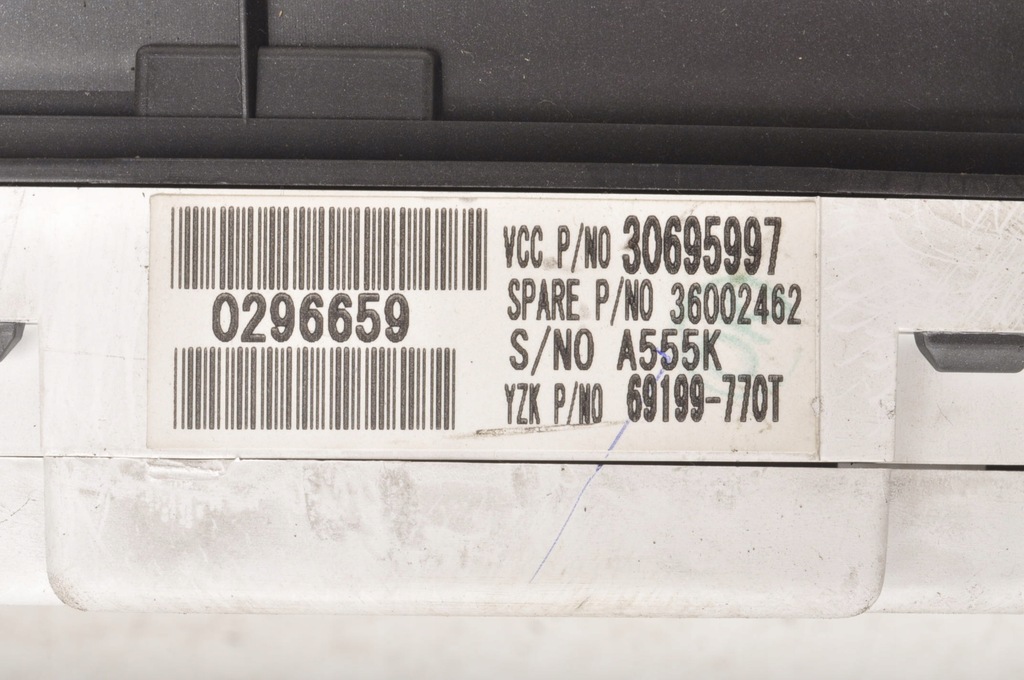 0296659
VCC P/NO 30695997
SPARE P/NO 36002462
S/NO A555K
YZK P/NO 69199-770T